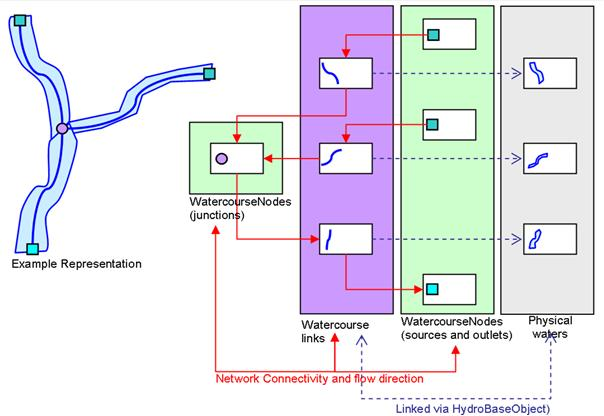 WatercourseNodes
(junctions)
Example Representation
Watercourse
links
WatercourseNodes
(sources and outlets)
Physical
waters
Network Connectivity and flow direction
Linked via HydroBaseObject)